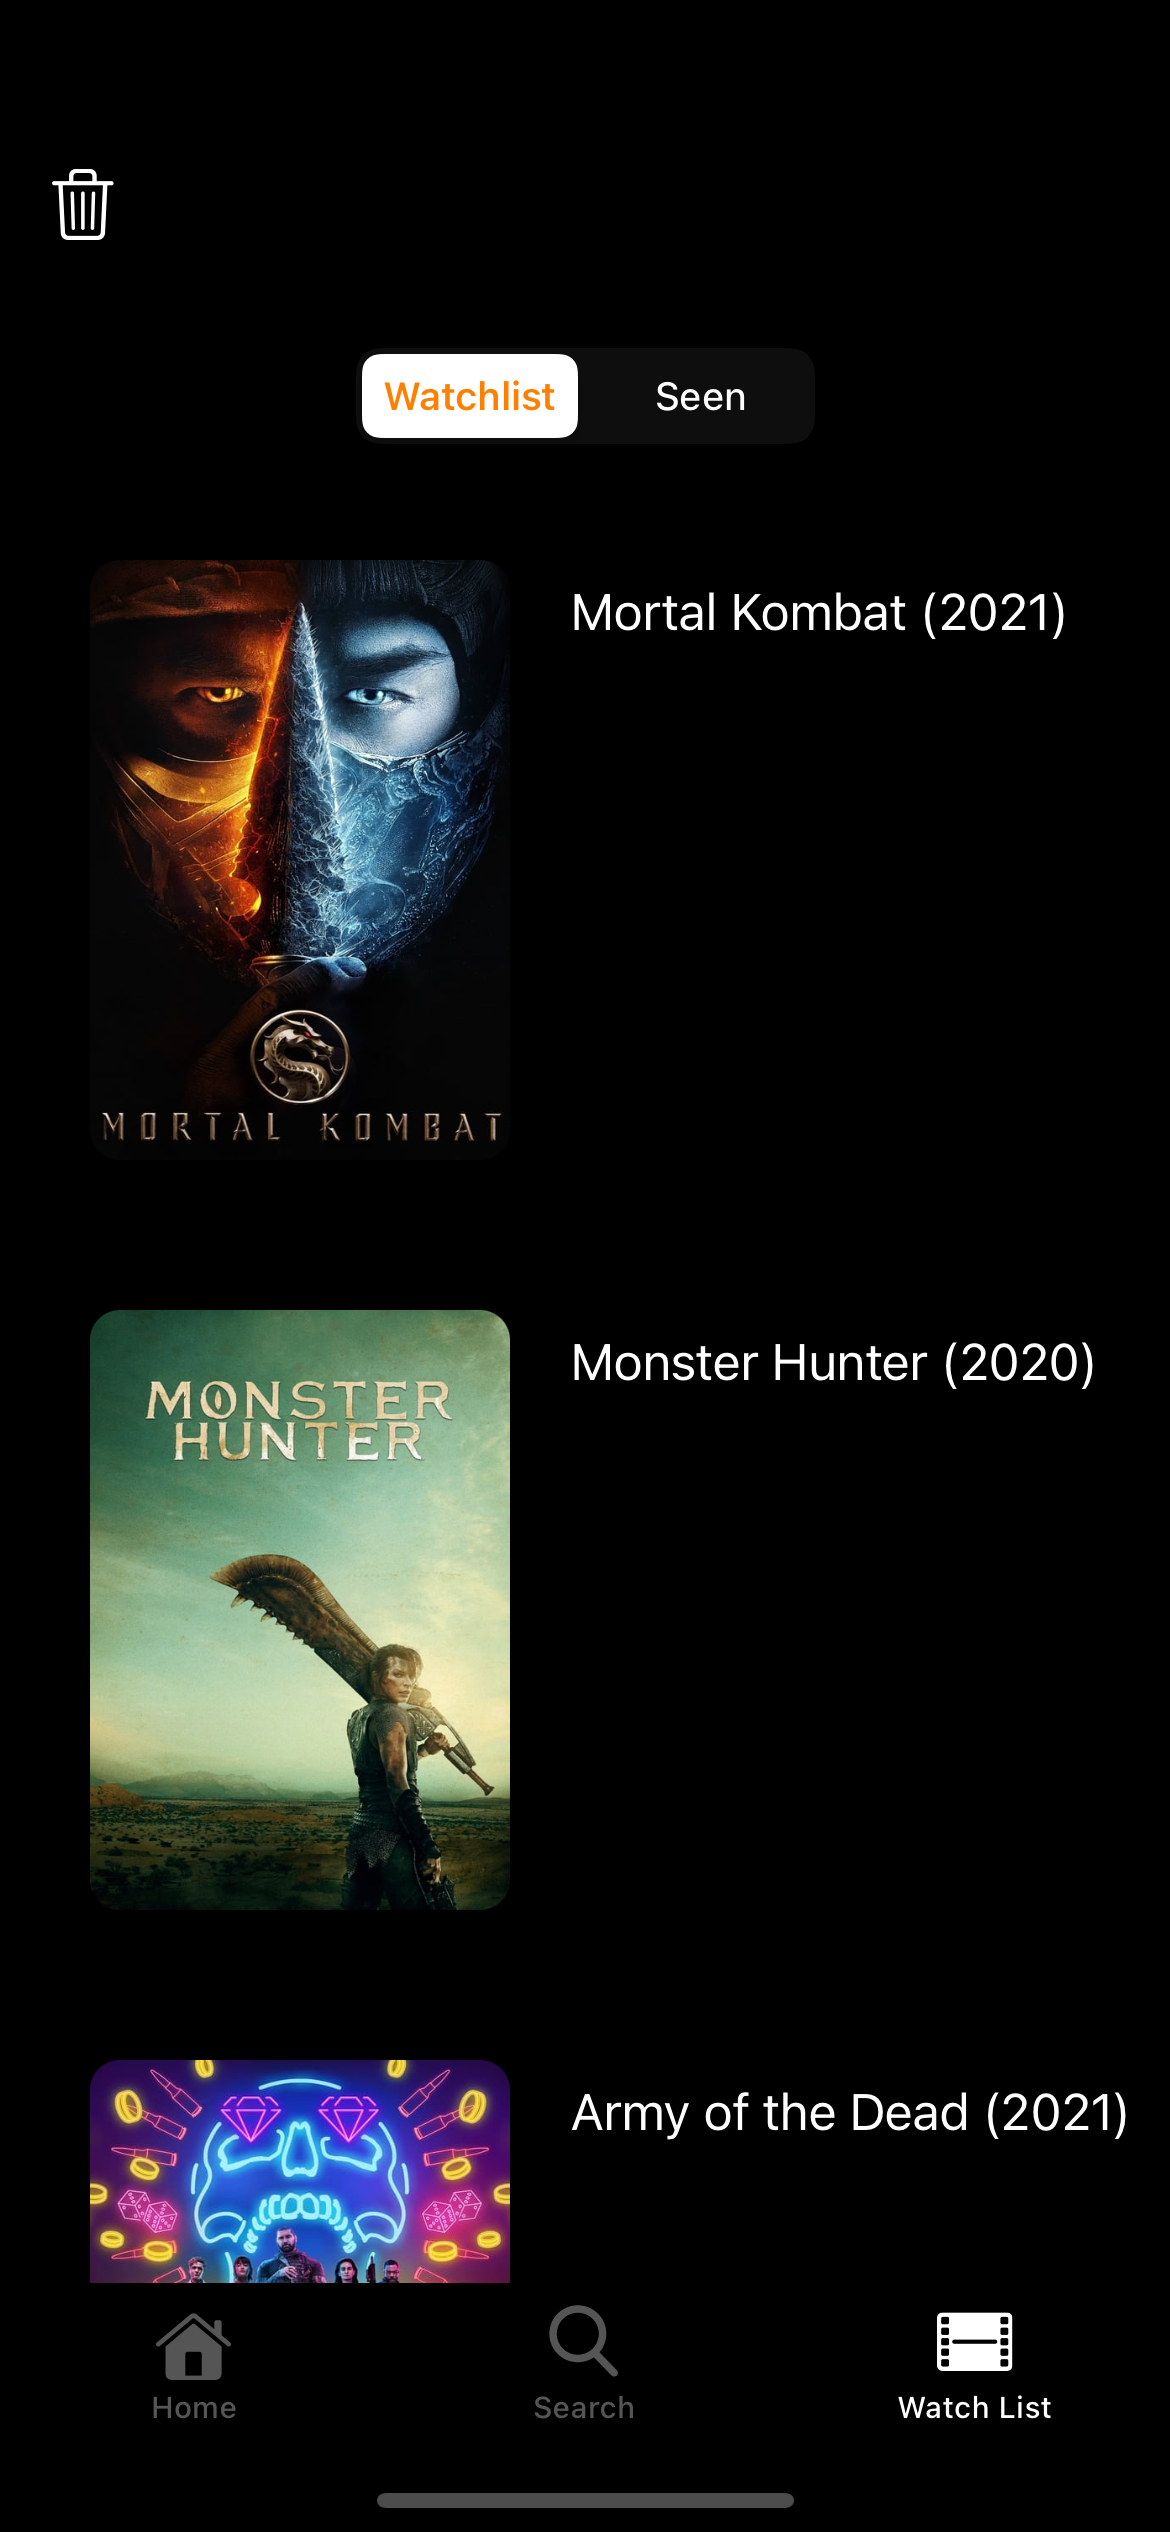 Watchlist
Seen
Mortal Kombat (2021)
MORTAL KOMBAT
Monster Hunter (2020)
MONSTER
HUNTER
Army of the Dead (2021)
Home
Search
Watch List